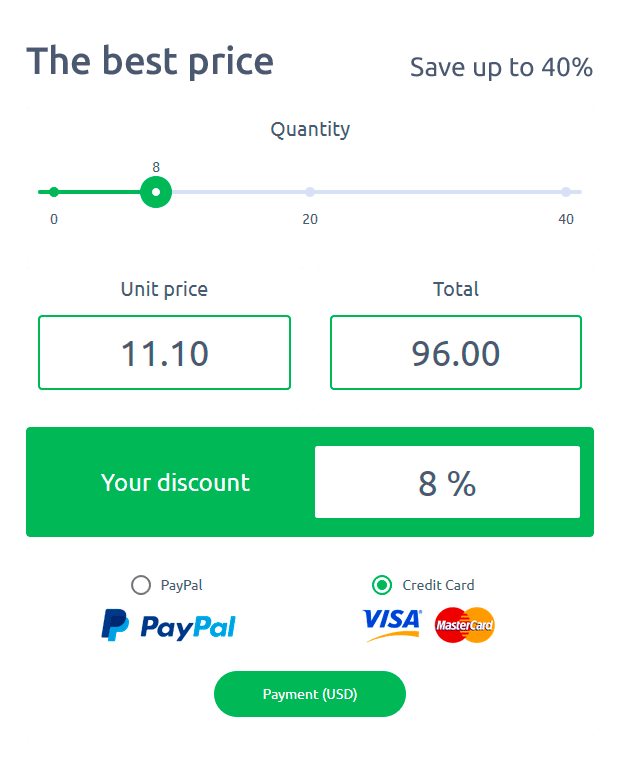 The best price
Save up to 40%
Quantity
8
0 20 40
Unit price Total
11.10 96.00
Your discount 8 %
PayPal Credit Card
PayPal VISA MasterCard
Payment (USD)